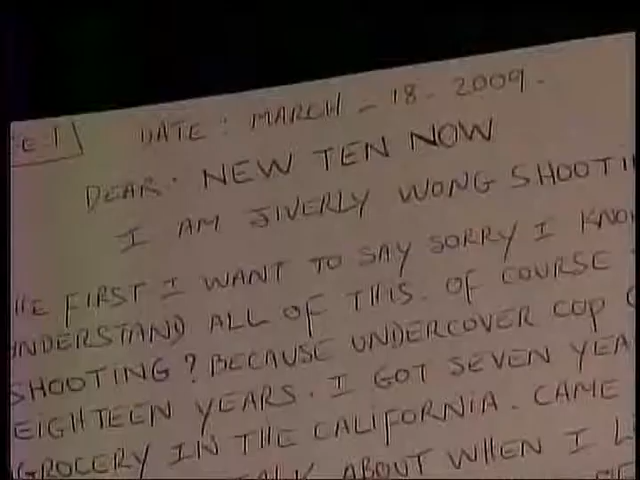 E 1
DATE : MARCH - 18 - 2009 -
DEAR · NEW TEN NOW
I AM JIVERLY WONG SHOOTI
HE FIRST I WANT TO SAY SORRY I KNO
UNDERSTAND ALL OF THIS. OF COURSE
SHOOTING ? BECAUSE UNDERCOVER COP
EIGHTEEN YEARS. I GOT SEVEN YEA
GROCERY IN THE CALIFORNIA. CAME
ABOUT WHEN I